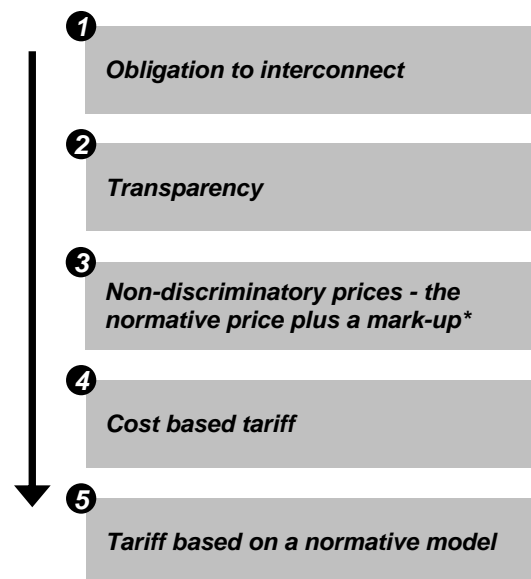 1
Obligation to interconnect
2
Transparency
3
Non-discriminatory prices - the
normative price plus a mark-up*
4
Cost based tariff
5
Tariff based on a normative model